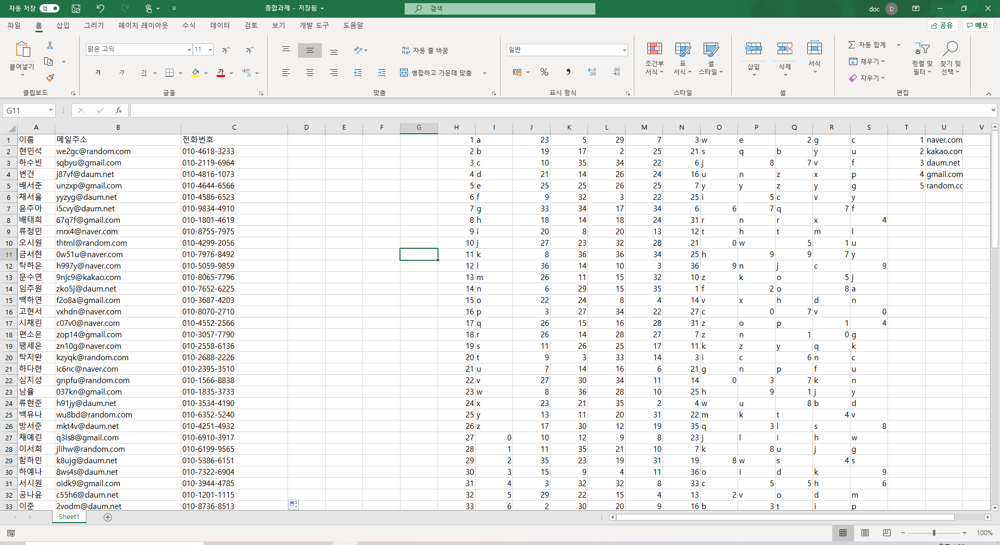 자동 저장 켬 종합과제 - 저장됨 검색 doc D
파일 홈 삽입 그리기 페이지 레이아웃 수식 데이터 검토 보기 개발 도구 도움말 공유 메모
붙여넣기 맑은 고딕 11 가 가 자동 줄 바꿈 일반 조건부 서식 표 서식 셀 스타일 삽입 삭제 서식 자동 합계 채우기 지우기 정렬 및 필터 찾기 및 선택
가 가 가 가 내천 병합하고 가운데 맞춤 % 9 .00
클립보드 글꼴 맞춤 표시 형식 스타일 셀 편집
G11 fx
A B C D E F G H I J K L M N O P Q R S T U V
1 이름 메일주소 전화번호 1 a 23 5 29 7 3 w e 2 g c 1 naver.com
2 현민석 we2gc@random.com 010-4618-3233 2 b 19 17 2 25 21 s q b y u 2 kakao.com
3 하수빈 sqbyu@gmail.com 010-2119-6964 3 c 10 35 34 22 6 j 8 7 v f 3 daum.net
4 변건 j87vf@daum.net 010-4816-1073 4 d 21 14 26 24 16 u n z x p 4 gmail.com
5 배서준 unzxp@gmail.com 010-4644-6566 5 e 25 25 26 25 7 y y z y g 5 random.cc
6 채서율 yyzyg@daum.net 010-4586-6523 6 f 9 32 3 22 25 i 5 c v y
7 윤주아 i5cvy@daum.net 010-9834-4910 7 g 33 34 17 34 6 6 7 q 7 f
8 배태희 67q7f@gmail.com 010-1801-4619 8 h 18 14 18 24 31 r n r x 4
9 류정민 rnrx4@naver.com 010-8755-7975 9 i 20 8 20 13 12 t h t m l
10 오시원 thtml@random.com 010-4299-2056 10 j 27 23 32 28 21 0 w 5 1 u
11 금서현 0w51u@naver.com 010-7976-8492 11 k 8 36 36 34 25 h 9 9 7 y
12 탁하은 h997y@naver.com 010-5059-9859 12 l 36 14 10 3 36 9 n j c 9
13 문수연 9njc9@kakao.com 010-8065-7796 13 m 26 11 15 32 10 z k o 5 j
14 임주원 zko5j@daum.net 010-7652-6225 14 n 6 29 15 35 1 f 2 o 8 a
15 백하연 f2o8a@gmail.com 010-3687-4203 15 o 22 24 8 4 14 v x h d n
16 고현서 vxhdn@naver.com 010-8070-2710 16 p 3 27 34 22 27 c 0 7 v 0
17 시채린 c07v0@naver.com 010-4552-2566 17 q 26 15 16 28 31 z o p 1 4
18 편소은 zop14@gmail.com 010-3057-7790 18 r 26 14 28 27 7 z n 1 0 g
19 팽세은 zn10g@naver.com 010-2558-6136 19 s 11 26 25 17 11 k z y q k
20 탁지완 kzyqk@random.com 010-2688-2226 20 t 9 3 33 14 3 i c 6 n c
21 하다현 ic6nc@naver.com 010-2395-3510 21 u 7 14 16 6 21 g n p f u
22 심지성 gnpfu@random.com 010-1566-8838 22 v 27 30 34 11 14 0 3 7 k n
23 남율 037kn@gmail.com 010-1835-3733 23 w 8 36 28 10 25 h 9 1 j y
24 류현준 h91jy@daum.net 010-3534-4190 24 x 23 21 35 2 4 w u 8 b d
25 백유나 wu8bd@random.com 010-6352-5240 25 y 13 11 20 31 22 m k t 4 v
26 방서준 mkt4v@daum.net 010-4251-4932 26 z 17 30 12 19 35 q 3 l s 8
27 채예린 q3ls8@gmail.com 010-6910-3917 27 0 10 12 9 8 23 j l i h w
28 이서희 jlihw@random.com 010-6199-9565 28 1 11 35 21 10 7 k 8 u j g
29 함하민 k8ujg@daum.net 010-5386-6151 29 2 35 23 19 31 19 8 w s 4 s
30 하예나 8ws4s@daum.net 010-7322-6904 30 3 15 9 4 11 36 o i d k 9
31 서시원 oidk9@gmail.com 010-3944-4785 31 4 3 32 32 8 33 c 5 5 h 6
32 공나윤 c55h6@daum.net 010-1201-1115 32 5 29 22 15 4 13 2 v o d m
33 이준 2vodm@daum.net 010-8736-8513 33 6 2 30 20 9 16 b 3 t i p
Sheet1
100%